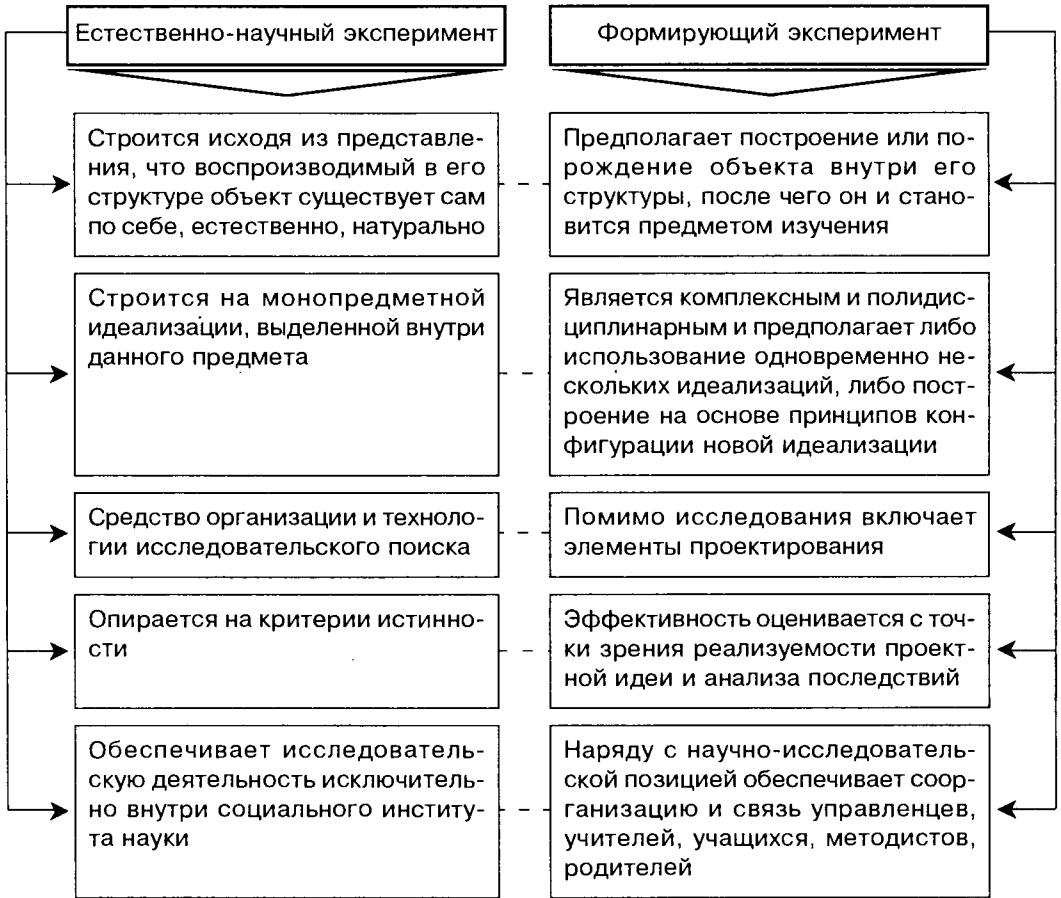 Естественно-научный эксперимент
Формирующий эксперимент
Строится исходя из представле-
ния, что воспроизводимый в его
структуре объект существует сам
по себе, естественно, натурально
Предполагает построение или по-
рождение объекта внутри его
структуры, после чего он и стано-
вится предметом изучения
Строится на монопредметной
идеализации, выделенной внутри
данного предмета
Является комплексным и полидис-
циплинарным и предполагает либо
использование одновременно не-
скольких идеализаций, либо пост-
роение на основе принципов кон-
фигурации новой идеализации
Средство организации и техноло-
гии исследовательского поиска
Помимо исследования включает
элементы проектирования
Опирается на критерии истинно-
сти
Эффективность оценивается с точ-
ки зрения реализуемости проект-
ной идеи и анализа последствий
Обеспечивает исследователь-
скую деятельность исключитель-
но внутри социального институ-
та науки
Наряду с научно-исследователь-
ской позицией обеспечивает соор-
ганизацию и связь управленцев,
учителей, учащихся, методистов,
родителей